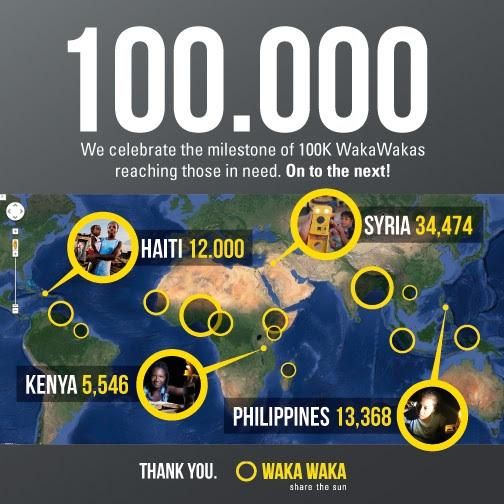 100.000
We celebrate the milestone of 100K WakaWakas
reaching those in need. On to the next!
SYRIA 34,474
HAITI 12.000
KENYA 5,546
PHILIPPINES 13,368
THANK YOU.
WAKA WAKA
share the sun